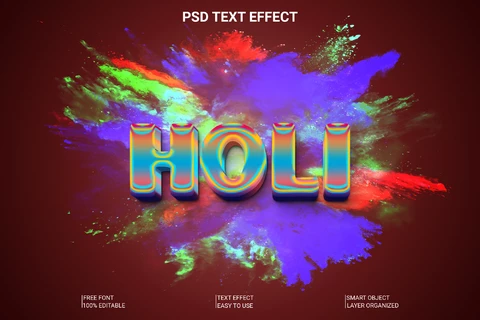 PSD TEXT EFFECT
HOLI
FREE FONT
100% EDITABLE
TEXT EFFECT
EASY TO USE
SMART OBJECT
LAYER ORGANIZED